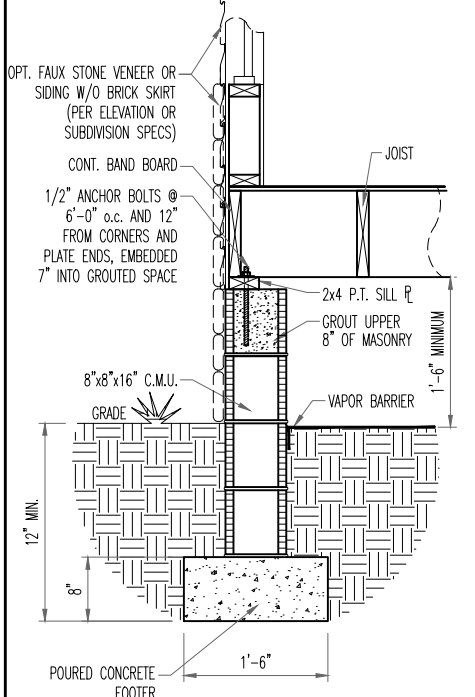 OPT. FAUX STONE VENEER OR
SIDING W/O BRICK SKIRT
(PER ELEVATION OR
SUBDIVISION SPECS)
CONT. BAND BOARD
JOIST
1/2" ANCHOR BOLTS @
6'-0" o.c. AND 12"
FROM CORNERS AND
PLATE ENDS, EMBEDDED
7" INTO GROUTED SPACE
2x4 P.T. SILL PL
GROUT UPPER
8" OF MASONRY
1'-6" MINIMUM
8"x8"x16" C.M.U.
GRADE
VAPOR BARRIER
12" MIN.
8"
1'-6"
POURED CONCRETE
FOOTER